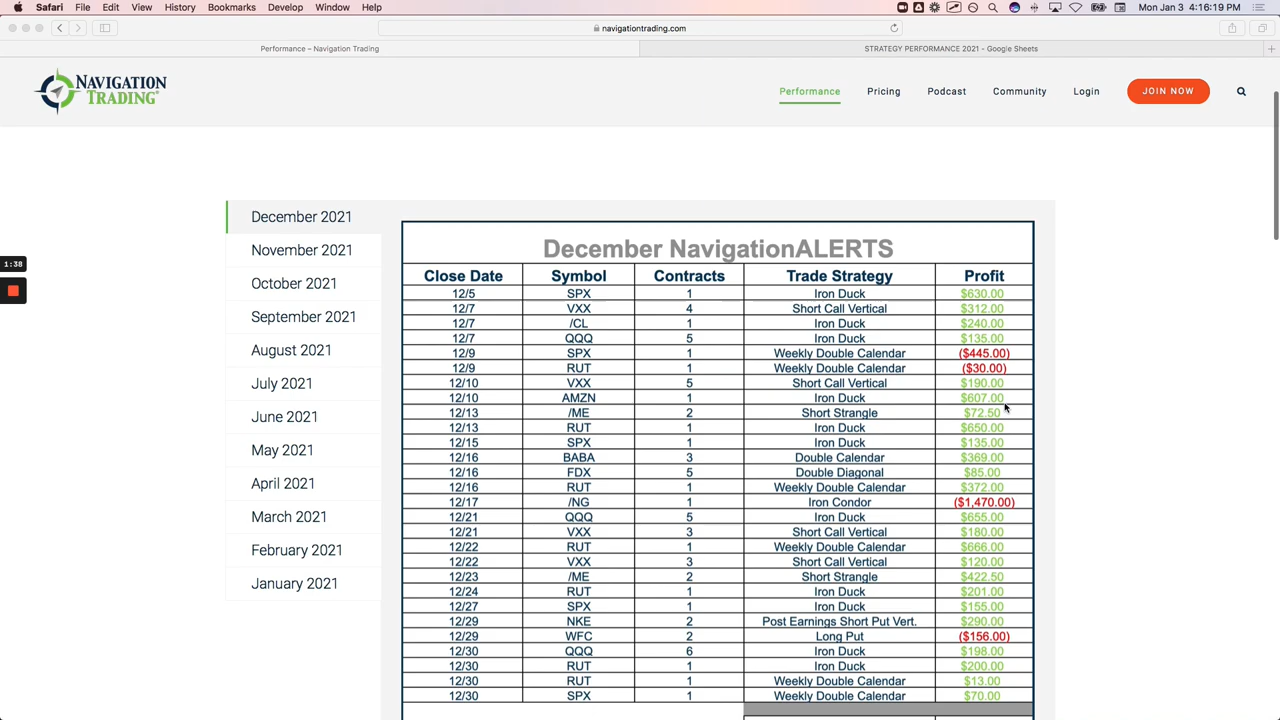 Safari File Edit View History Bookmarks Develop Window Help Mon Jan 3 4:16:19 PM
navigationtrading.com
Performance – Navigation Trading STRATEGY PERFORMANCE 2021 - Google Sheets
NAVIGATION
TRADING
Performance Pricing Podcast Community Login JOIN NOW
December 2021
November 2021
October 2021
September 2021
August 2021
July 2021
June 2021
May 2021
April 2021
March 2021
February 2021
January 2021
1:38
December NavigationALERTS
Close Date Symbol Contracts Trade Strategy Profit
12/5 SPX 1 Iron Duck $630.00
12/7 VXX 4 Short Call Vertical $312.00
12/7 /CL 1 Iron Duck $240.00
12/7 QQQ 5 Iron Duck $135.00
12/9 SPX 1 Weekly Double Calendar ($445.00)
12/9 RUT 1 Weekly Double Calendar ($30.00)
12/10 VXX 5 Short Call Vertical $190.00
12/10 AMZN 1 Iron Duck $607.00
12/13 /ME 2 Short Strangle $72.50
12/13 RUT 1 Iron Duck $650.00
12/15 SPX 1 Iron Duck $135.00
12/16 BABA 3 Double Calendar $369.00
12/16 FDX 5 Double Diagonal $85.00
12/16 RUT 1 Weekly Double Calendar $372.00
12/17 /NG 1 Iron Condor ($1,470.00)
12/21 QQQ 5 Iron Duck $655.00
12/21 VXX 3 Short Call Vertical $180.00
12/22 RUT 1 Weekly Double Calendar $666.00
12/22 VXX 3 Short Call Vertical $120.00
12/23 /ME 2 Short Strangle $422.50
12/24 RUT 1 Iron Duck $201.00
12/27 SPX 1 Iron Duck $155.00
12/29 NKE 2 Post Earnings Short Put Vert. $290.00
12/29 WFC 2 Long Put ($156.00)
12/30 QQQ 6 Iron Duck $198.00
12/30 RUT 1 Iron Duck $200.00
12/30 RUT 1 Weekly Double Calendar $13.00
12/30 SPX 1 Weekly Double Calendar $70.00